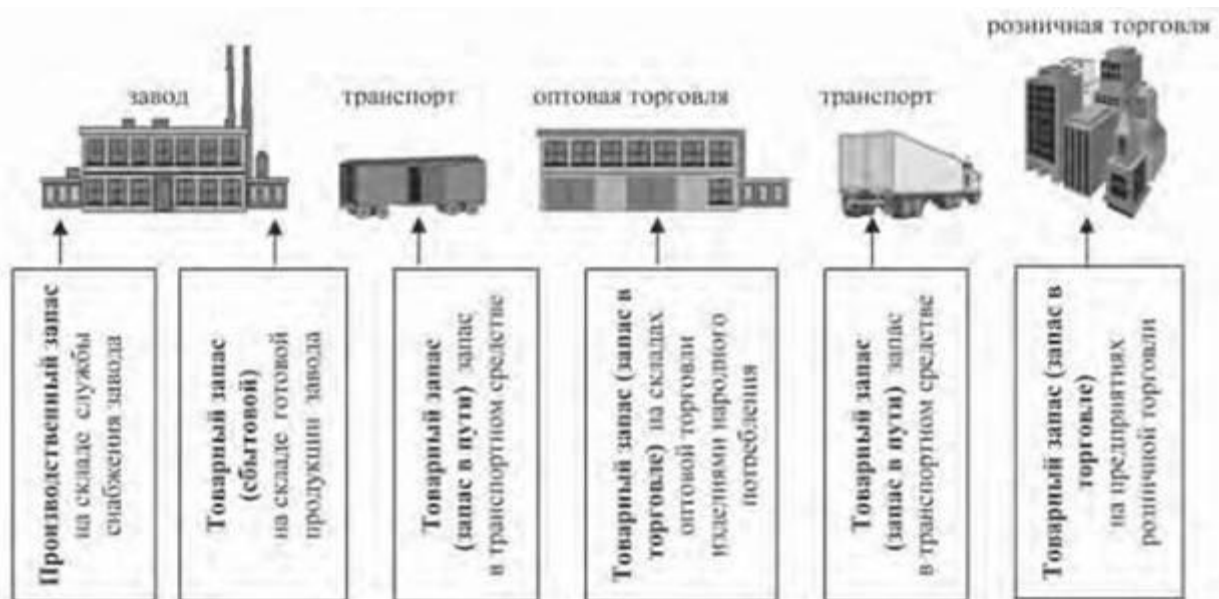 розничная торговля
завод
транспорт
оптовая торговля
транспорт
Производственный запас
на складе службы
снабжения завода
Товарный запас
(сбытовой)
на складе готовой
продукции завода
Товарный запас
(запас в пути) запас
в транспортном средстве
Товарный запас (запас в
торговле) на складах
оптовой торговли
изделиями народного
потребления
Товарный запас
(запас в пути) запас
в транспортном средстве
Товарный запас (запас в
торговле)
на предприятиях
розничной торговли